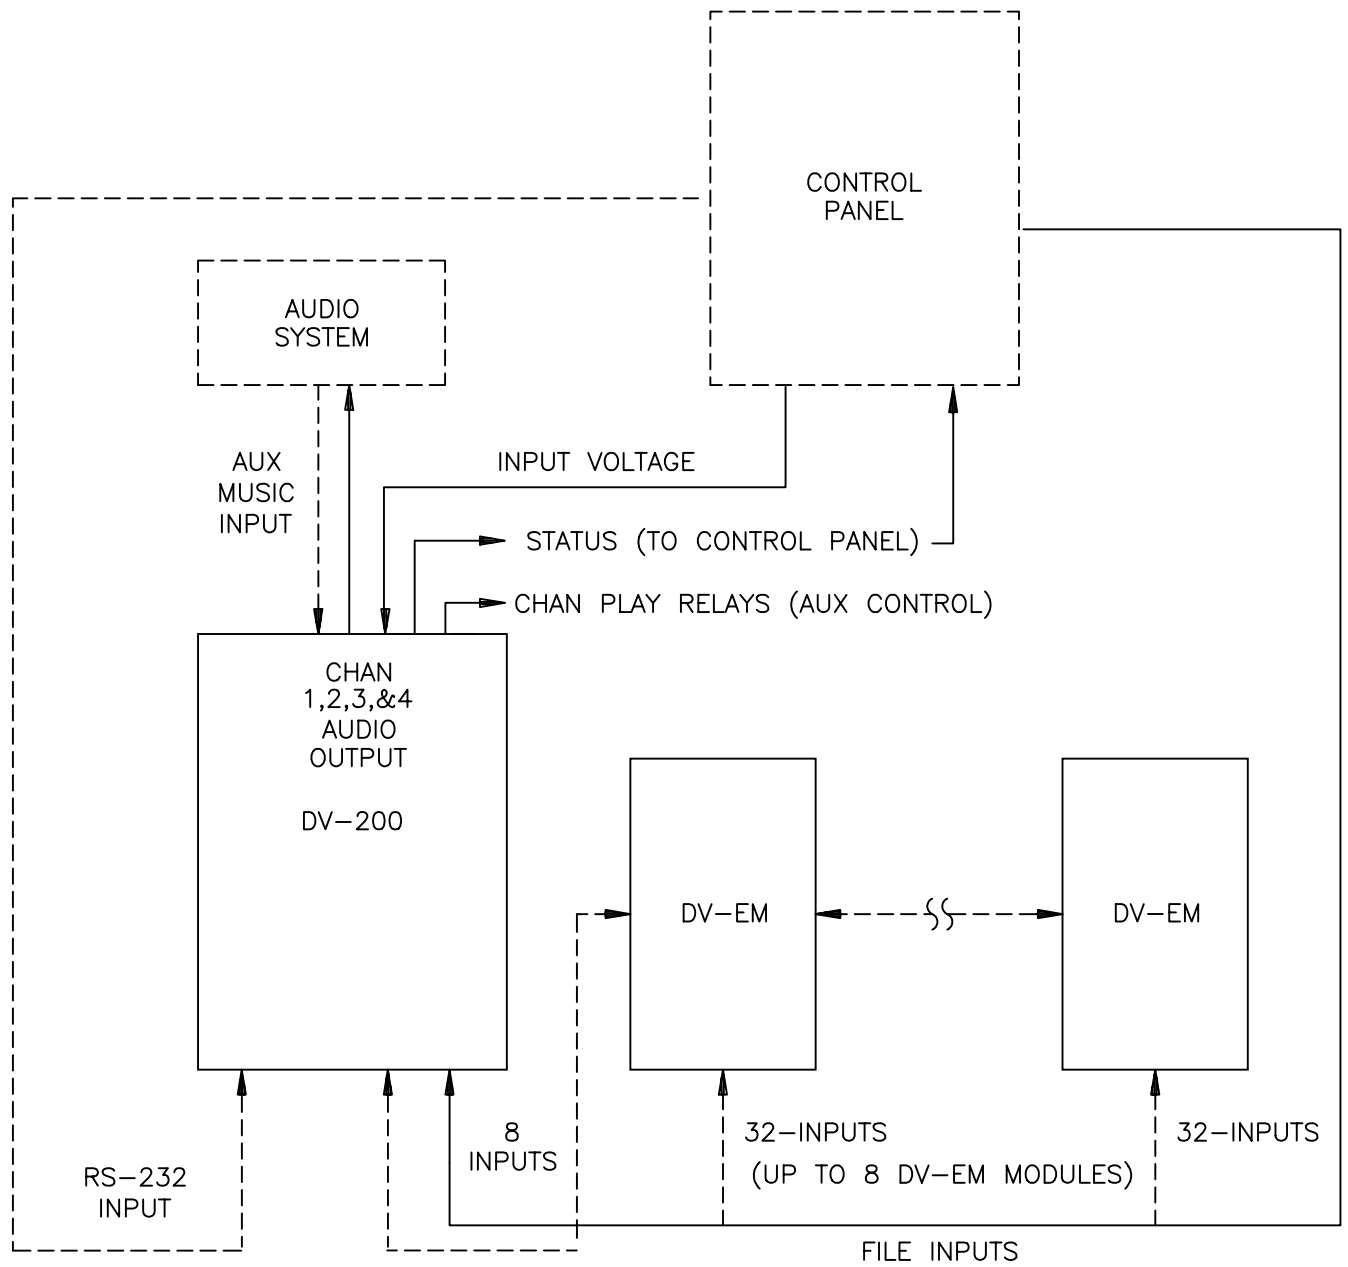 CONTROL
PANEL
AUDIO
SYSTEM
AUX
MUSIC
INPUT
INPUT VOLTAGE
STATUS (TO CONTROL PANEL)
CHAN PLAY RELAYS (AUX CONTROL)
CHAN
1,2,3,&4
AUDIO
OUTPUT
DV-200
DV-EM
DV-EM
8
INPUTS
32-INPUTS
32-INPUTS
(UP TO 8 DV-EM MODULES)
RS-232
INPUT
FILE INPUTS